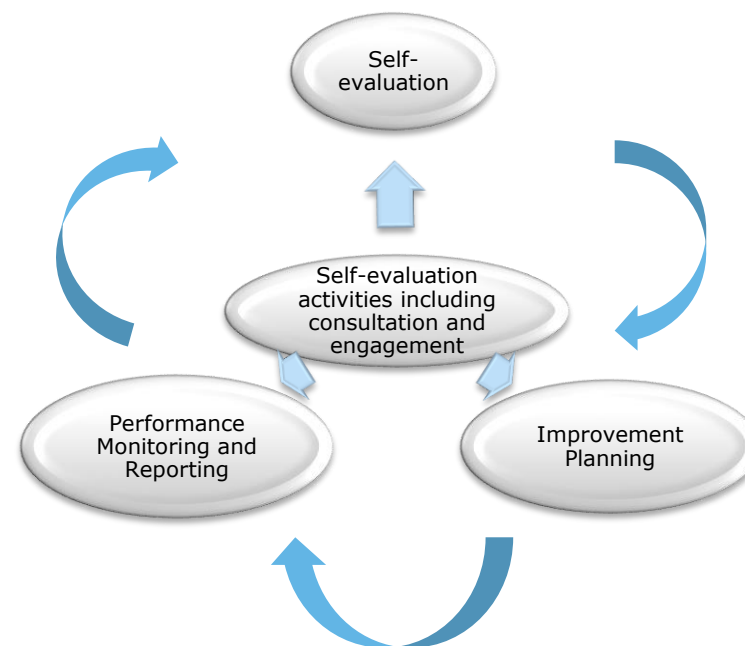 Self-
evaluation
Self-evaluation
activities including
consultation and
engagement
Performance
Monitoring and
Reporting
Improvement
Planning